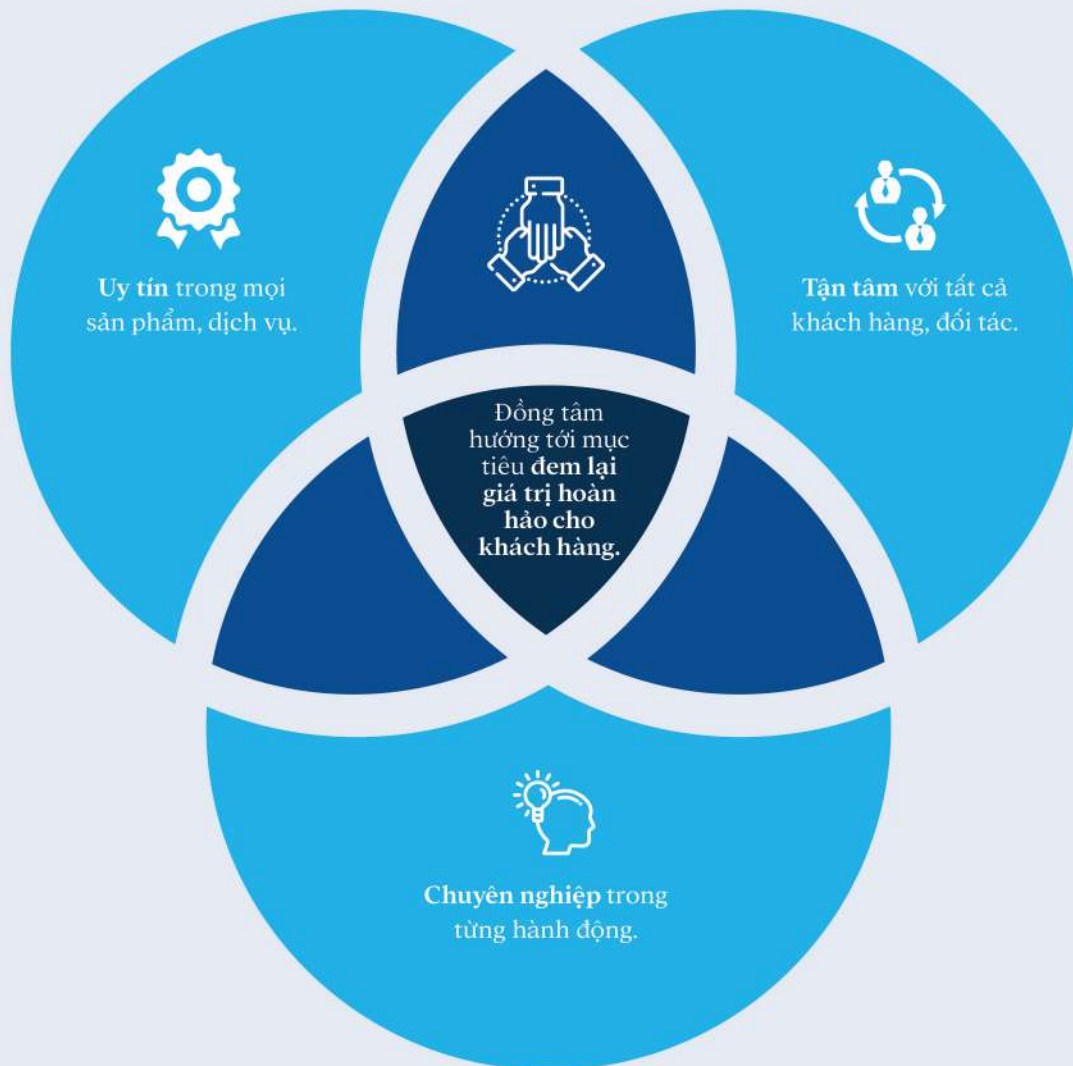 Uy tín trong mọi
sản phẩm, dịch vụ.
Tận tâm với tất cả
khách hàng, đối tác.
Đồng tâm
hướng tới mục
tiêu đem lại
giá trị hoàn
hảo cho
khách hàng.
Chuyên nghiệp trong
từng hành động.